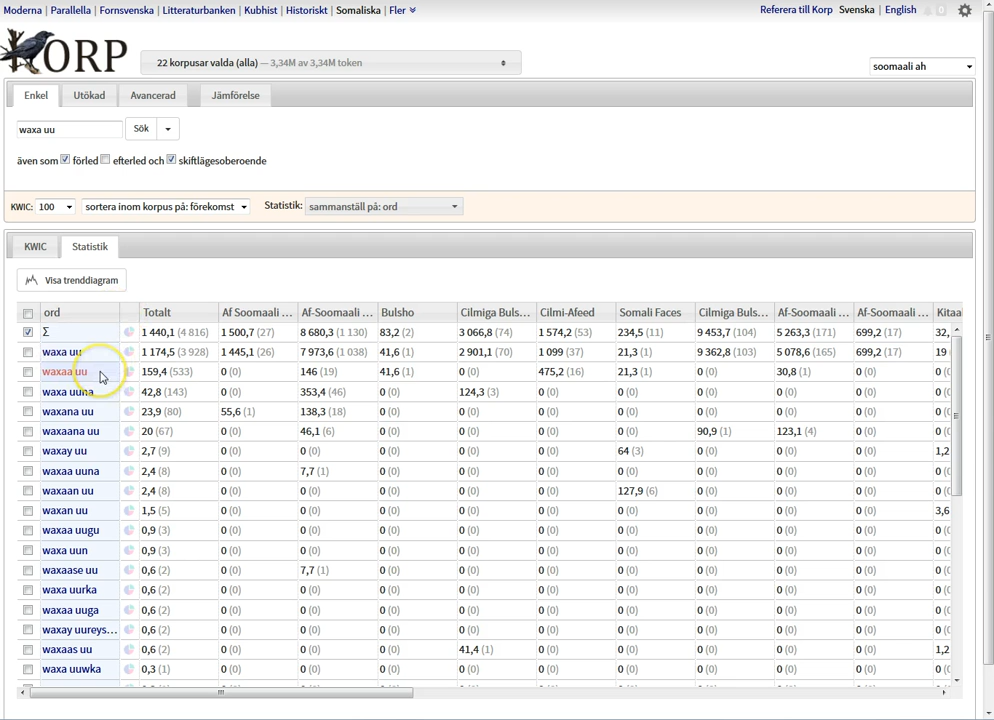 Moderna | Parallella | Fornsvenska | Litteraturbanken | Kubhist | Historiskt | Somaliska | Fler
Referera till Korp Svenska | English 0
KORP
22 korpusar valda (alla) — 3,34M av 3,34M token
soomaali ah
Enkel Utökad Avancerad Jämförelse
waxa uu Sök
även som förled efterled och skiftlägesoberoende
KWIC: 100 sortera inom korpus på: förekomst Statistik: sammanställ på: ord
KWIC Statistik
Visa trenddiagram
ord Totalt Af Soomaali ... Af-Soomaali ... Bulsho Cilmiga Buls... Cilmi-Afeed Somali Faces Cilmiga Buls... Af-Soomaali ... Af-Soomaali ... Kitaal
Σ 1 440,1 (4 816) 1 500,7 (27) 8 680,3 (1 130) 83,2 (2) 3 066,8 (74) 1 574,2 (53) 234,5 (11) 9 453,7 (104) 5 263,3 (171) 699,2 (17) 32,
waxa uu 1 174,5 (3 928) 1 445,1 (26) 7 973,6 (1 038) 41,6 (1) 2 901,1 (70) 1 099 (37) 21,3 (1) 9 362,8 (103) 5 078,6 (165) 699,2 (17) 19
waxaa uu 159,4 (533) 0 (0) 146 (19) 41,6 (1) 0 (0) 475,2 (16) 21,3 (1) 0 (0) 30,8 (1) 0 (0) 0 (
waxa uuna 42,8 (143) 0 (0) 353,4 (46) 0 (0) 124,3 (3) 0 (0) 0 (0) 0 (0) 0 (0) 0 (0) 0 (
waxana uu 23,9 (80) 55,6 (1) 138,3 (18) 0 (0) 0 (0) 0 (0) 0 (0) 0 (0) 0 (0) 0 (0) 0 (
waxaana uu 20 (67) 0 (0) 46,1 (6) 0 (0) 0 (0) 0 (0) 0 (0) 90,9 (1) 123,1 (4) 0 (0) 0 (
waxay uu 2,7 (9) 0 (0) 0 (0) 0 (0) 0 (0) 0 (0) 64 (3) 0 (0) 0 (0) 0 (0) 1,2
waxaa uuna 2,4 (8) 0 (0) 7,7 (1) 0 (0) 0 (0) 0 (0) 0 (0) 0 (0) 0 (0) 0 (0) 0 (
waxaan uu 2,4 (8) 0 (0) 0 (0) 0 (0) 0 (0) 0 (0) 127,9 (6) 0 (0) 0 (0) 0 (0) 0 (
waxan uu 1,5 (5) 0 (0) 0 (0) 0 (0) 0 (0) 0 (0) 0 (0) 0 (0) 0 (0) 0 (0) 3,6
waxaa uugu 0,9 (3) 0 (0) 0 (0) 0 (0) 0 (0) 0 (0) 0 (0) 0 (0) 0 (0) 0 (0) 0 (
waxa uun 0,9 (3) 0 (0) 0 (0) 0 (0) 0 (0) 0 (0) 0 (0) 0 (0) 0 (0) 0 (0) 0 (
waxaase uu 0,6 (2) 0 (0) 7,7 (1) 0 (0) 0 (0) 0 (0) 0 (0) 0 (0) 0 (0) 0 (0) 0 (
waxa uurka 0,6 (2) 0 (0) 0 (0) 0 (0) 0 (0) 0 (0) 0 (0) 0 (0) 0 (0) 0 (0) 0 (
waxaa uuga 0,6 (2) 0 (0) 0 (0) 0 (0) 0 (0) 0 (0) 0 (0) 0 (0) 0 (0) 0 (0) 0 (
waxay uureys... 0,6 (2) 0 (0) 0 (0) 0 (0) 0 (0) 0 (0) 0 (0) 0 (0) 0 (0) 0 (0) 0 (
waxaas uu 0,6 (2) 0 (0) 0 (0) 0 (0) 41,4 (1) 0 (0) 0 (0) 0 (0) 0 (0) 0 (0) 1,2
waxa uuwka 0,3 (1) 0 (0) 0 (0) 0 (0) 0 (0) 0 (0) 0 (0) 0 (0) 0 (0) 0 (0) 0 (